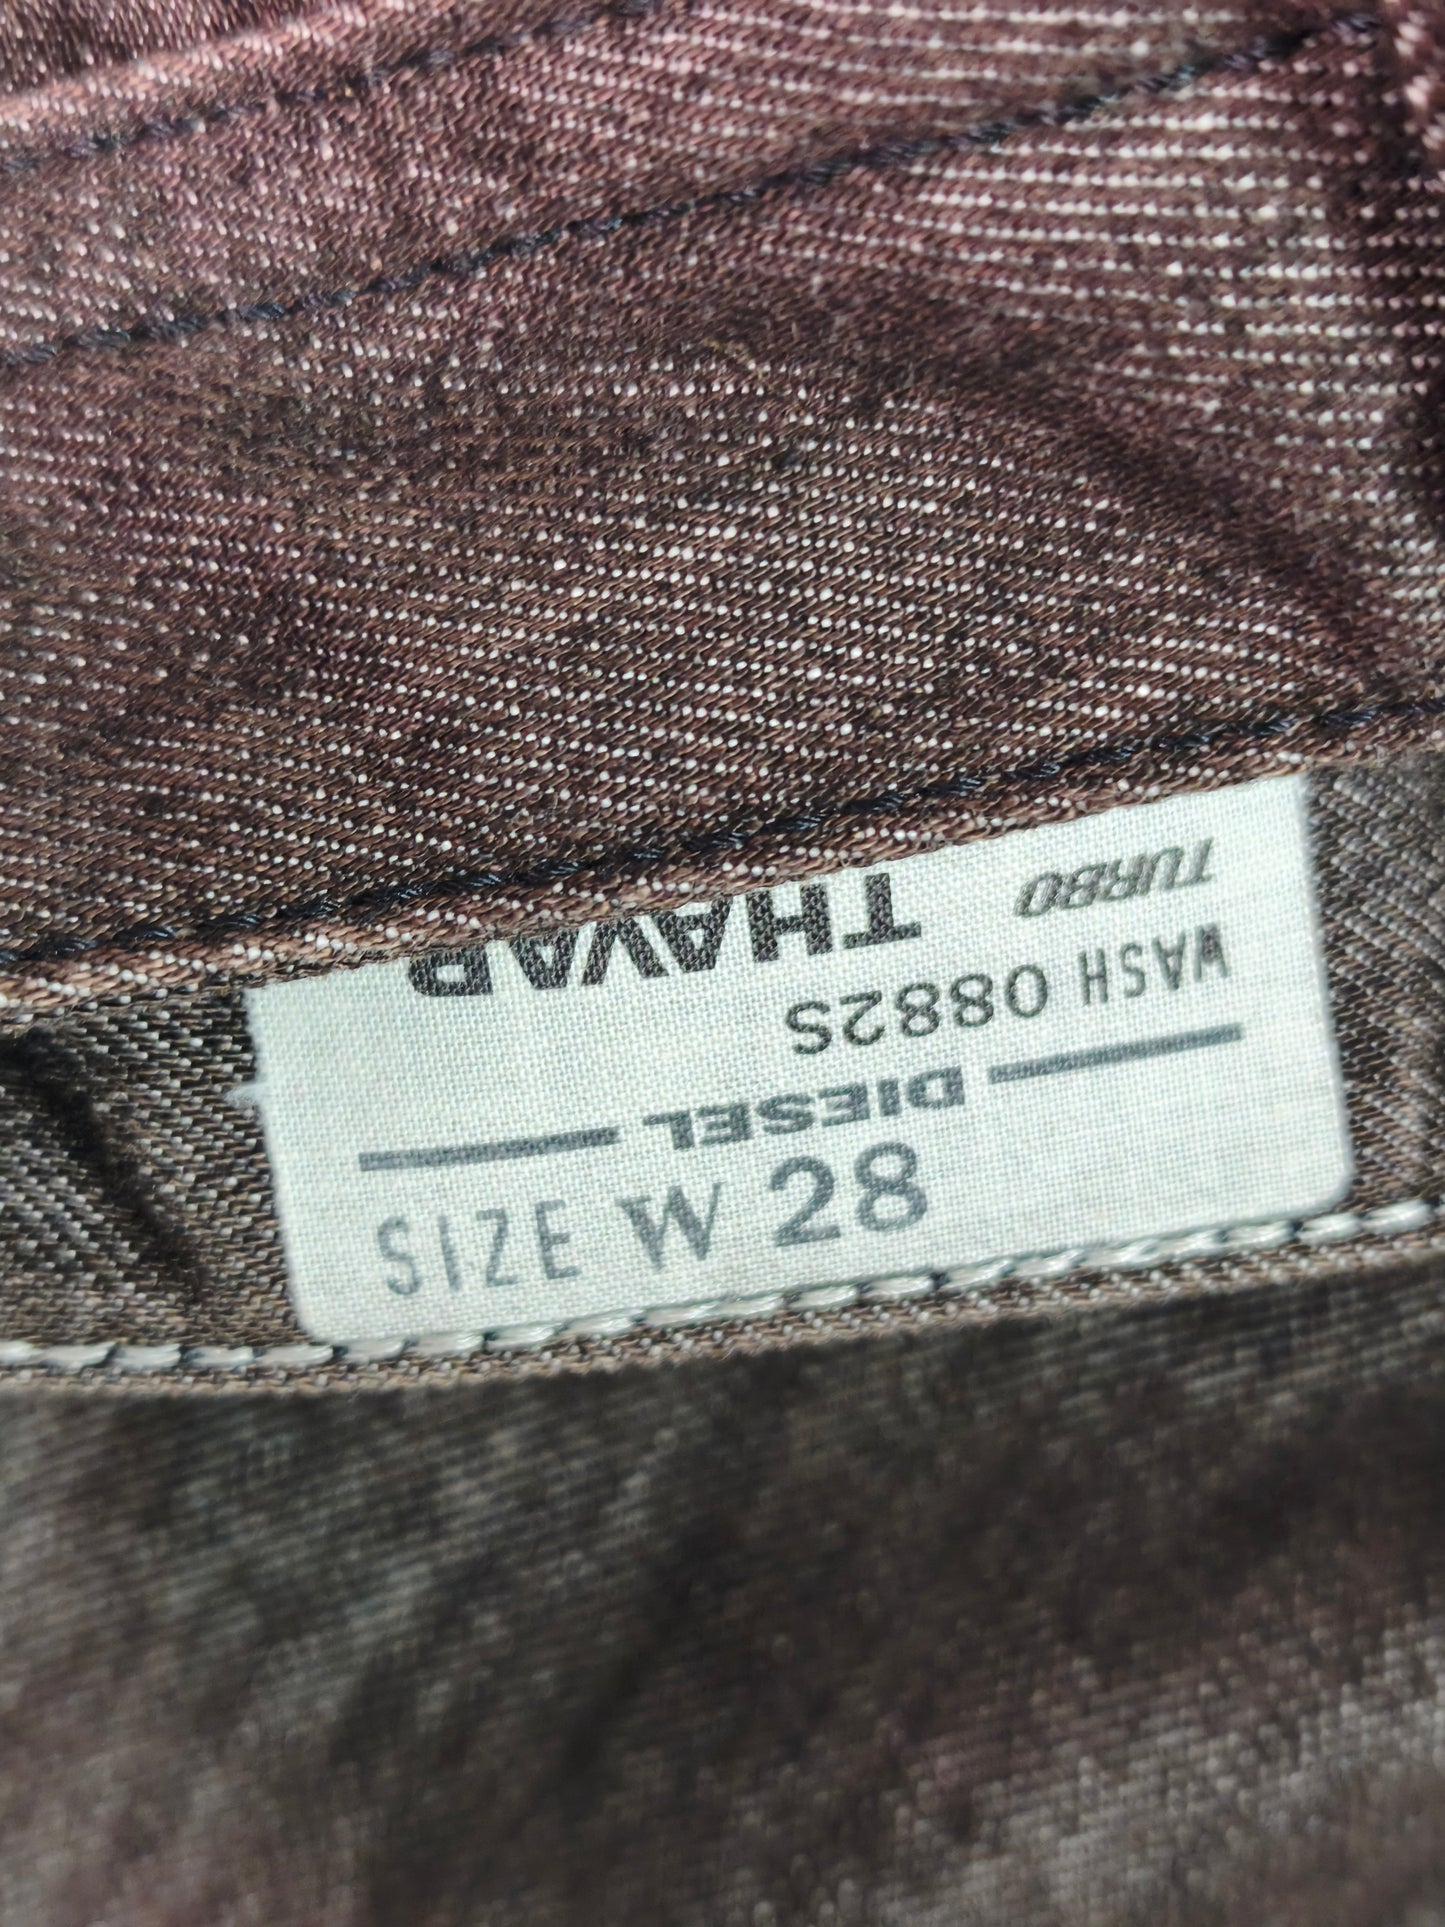 TURBO
THAVAR
WASH 0882S
DIESEL
SIZE W 28